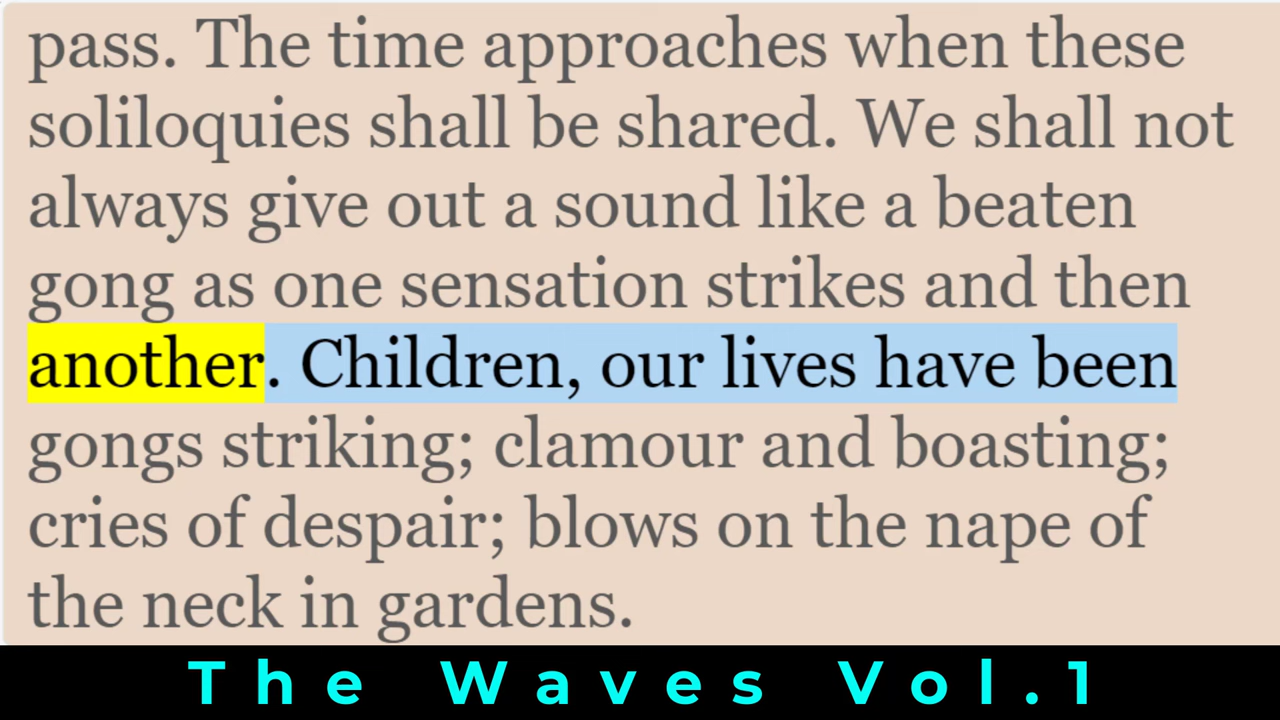 pass. The time approaches when these
soliloquies shall be shared. We shall not
always give out a sound like a beaten
gong as one sensation strikes and then
another. Children, our lives have been
gongs striking; clamour and boasting;
cries of despair; blows on the nape of
the neck in gardens.
The Waves Vol.1